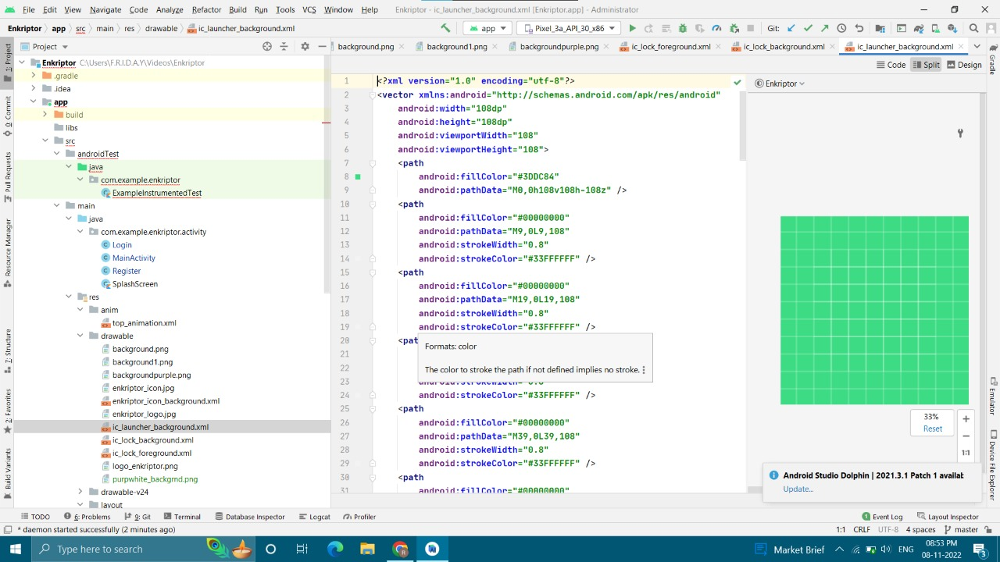 File Edit View Navigate Code Analyze Refactor Build Run Tools VCS Window Help Enkriptor - ic_launcher_background.xml [Enkriptor.app] - Administrator
Enkriptor app src main res drawable ic_launcher_background.xml app Pixel_3a_API_30_x86 Git:
Project background.png background1.png backgroundpurple.png ic_lock_foreground.xml ic_lock_background.xml ic_launcher_background.xml
Code Split Design
Enkriptor C:\Users\F.R.I.D.A.Y\Videos\Enkriptor
.gradle
.idea
app
build
libs
src
androidTest
java
com.example.enkriptor
ExampleInstrumentedTest
main
java
com.example.enkriptor.activity
Login
MainActivity
Register
SplashScreen
res
anim
top_animation.xml
drawable
background.png
background1.png
backgroundpurple.png
enkriptor_icon.jpg
enkriptor_icon_background.xml
enkriptor_logo.jpg
ic_launcher_background.xml
ic_lock_background.xml
ic_lock_foreground.xml
logo_enkriptor.png
purpwhite_backgrnd.png
drawable-v24
layout
1: Project
0: Commit
Pull Requests
Resource Manager
7: Structure
2: Favorites
Build Variants
1 <?xml version="1.0" encoding="utf-8"?>
2 <vector xmlns:android="http://schemas.android.com/apk/res/android"
3 android:width="108dp"
4 android:height="108dp"
5 android:viewportWidth="108"
6 android:viewportHeight="108">
7 <path
8 android:fillColor="#3DDC84"
9 android:pathData="M0,0h108v108h-108z" />
10 <path
11 android:fillColor="#00000000"
12 android:pathData="M9,0L9,108"
13 android:strokeWidth="0.8"
14 android:strokeColor="#33FFFFFF" />
15 <path
16 android:fillColor="#00000000"
17 android:pathData="M19,0L19,108"
18 android:strokeWidth="0.8"
19 android:strokeColor="#33FFFFFF" />
20 <pat
21
22
23 android:strokeWidth="0.8"
24 android:strokeColor="#33FFFFFF" />
25 <path
26 android:fillColor="#00000000"
27 android:pathData="M39,0L39,108"
28 android:strokeWidth="0.8"
29 android:strokeColor="#33FFFFFF" />
30 <path
31 android:fillColor="#00000000"
Formats: color
The color to stroke the path if not defined implies no stroke.
Enkriptor
33%
Reset
1:1
Android Studio Dolphin | 2021.3.1 Patch 1 availab
Update...
Gradle
Emulator
Device File Explorer
TODO 6: Problems 9: Git Terminal Database Inspector Logcat Profiler 1 Event Log Layout Inspector
* daemon started successfully (2 minutes ago) 1:1 CRLF UTF-8 4 spaces master
Type here to search Market Brief ENG 08:53 PM
08-11-2022 3